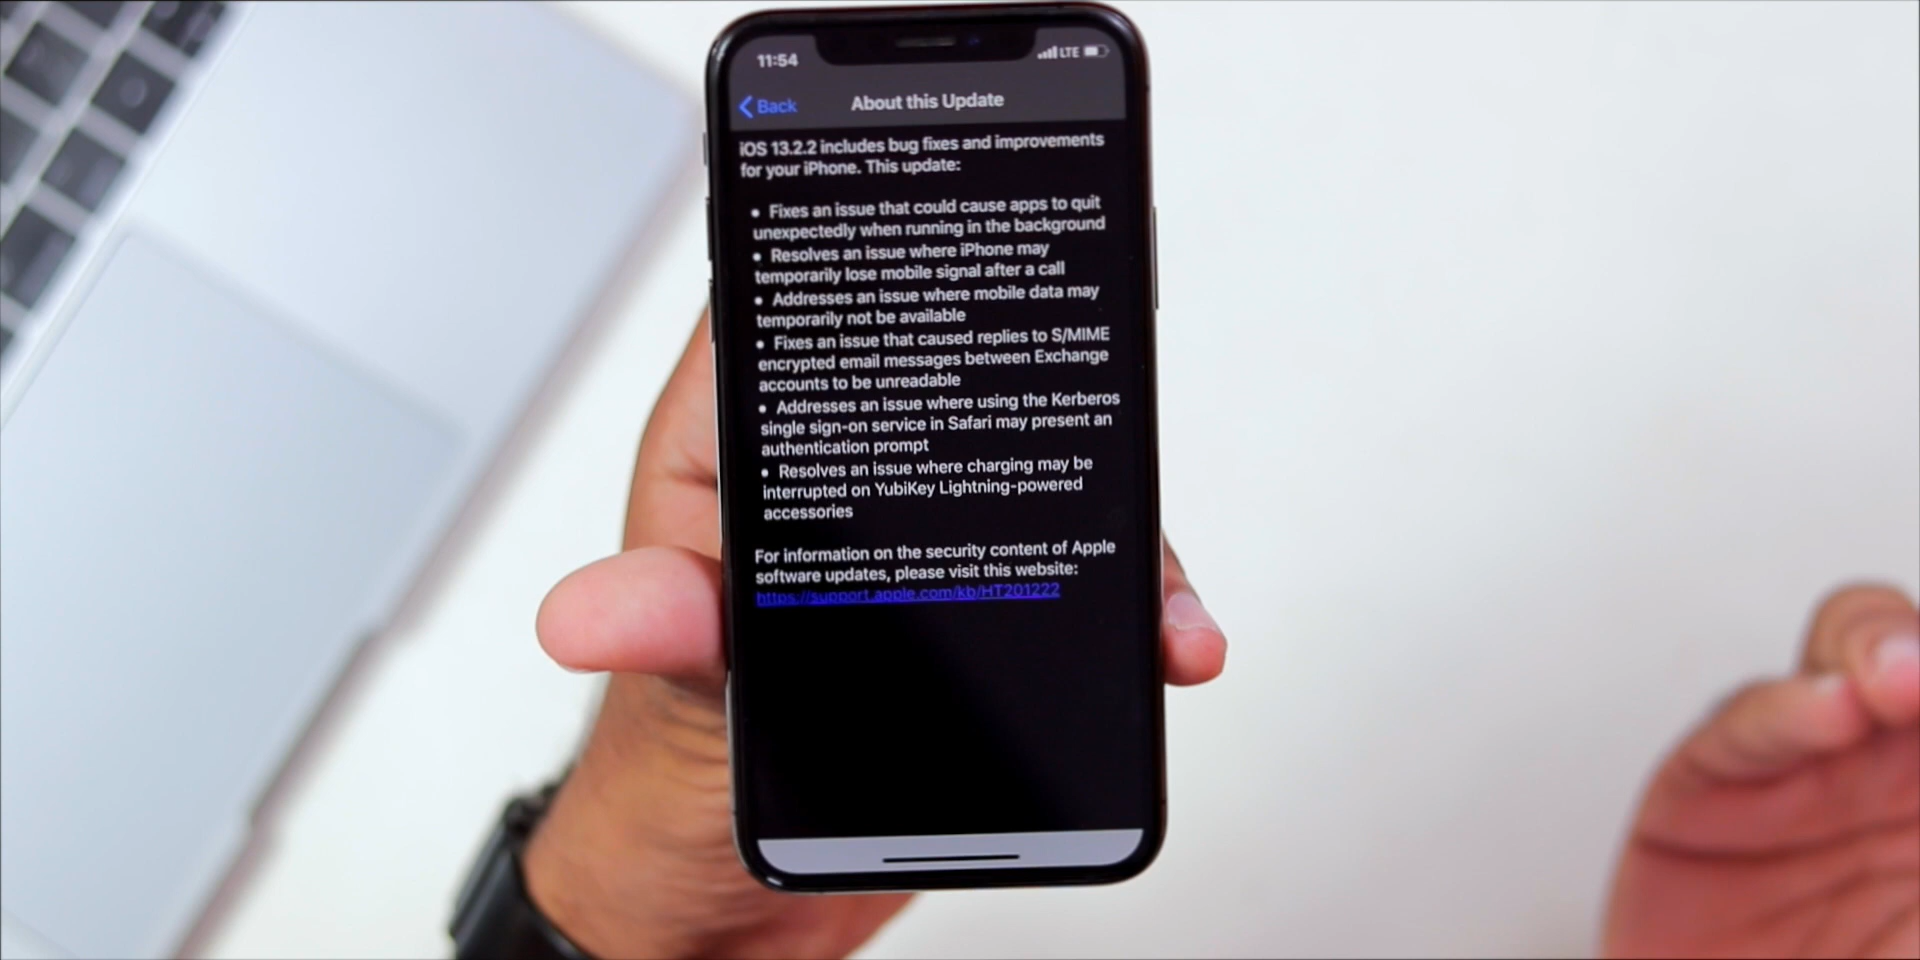 11:54
LTE
Back
About this Update
iOS 13.2.2 includes bug fixes and improvements
for your iPhone. This update:
• Fixes an issue that could cause apps to quit
unexpectedly when running in the background
• Resolves an issue where iPhone may
temporarily lose mobile signal after a call
• Addresses an issue where mobile data may
temporarily not be available
• Fixes an issue that caused replies to S/MIME
encrypted email messages between Exchange
accounts to be unreadable
• Addresses an issue where using the Kerberos
single sign-on service in Safari may present an
authentication prompt
• Resolves an issue where charging may be
interrupted on YubiKey Lightning-powered
accessories
For information on the security content of Apple
software updates, please visit this website:
https://support.apple.com/kb/HT201222